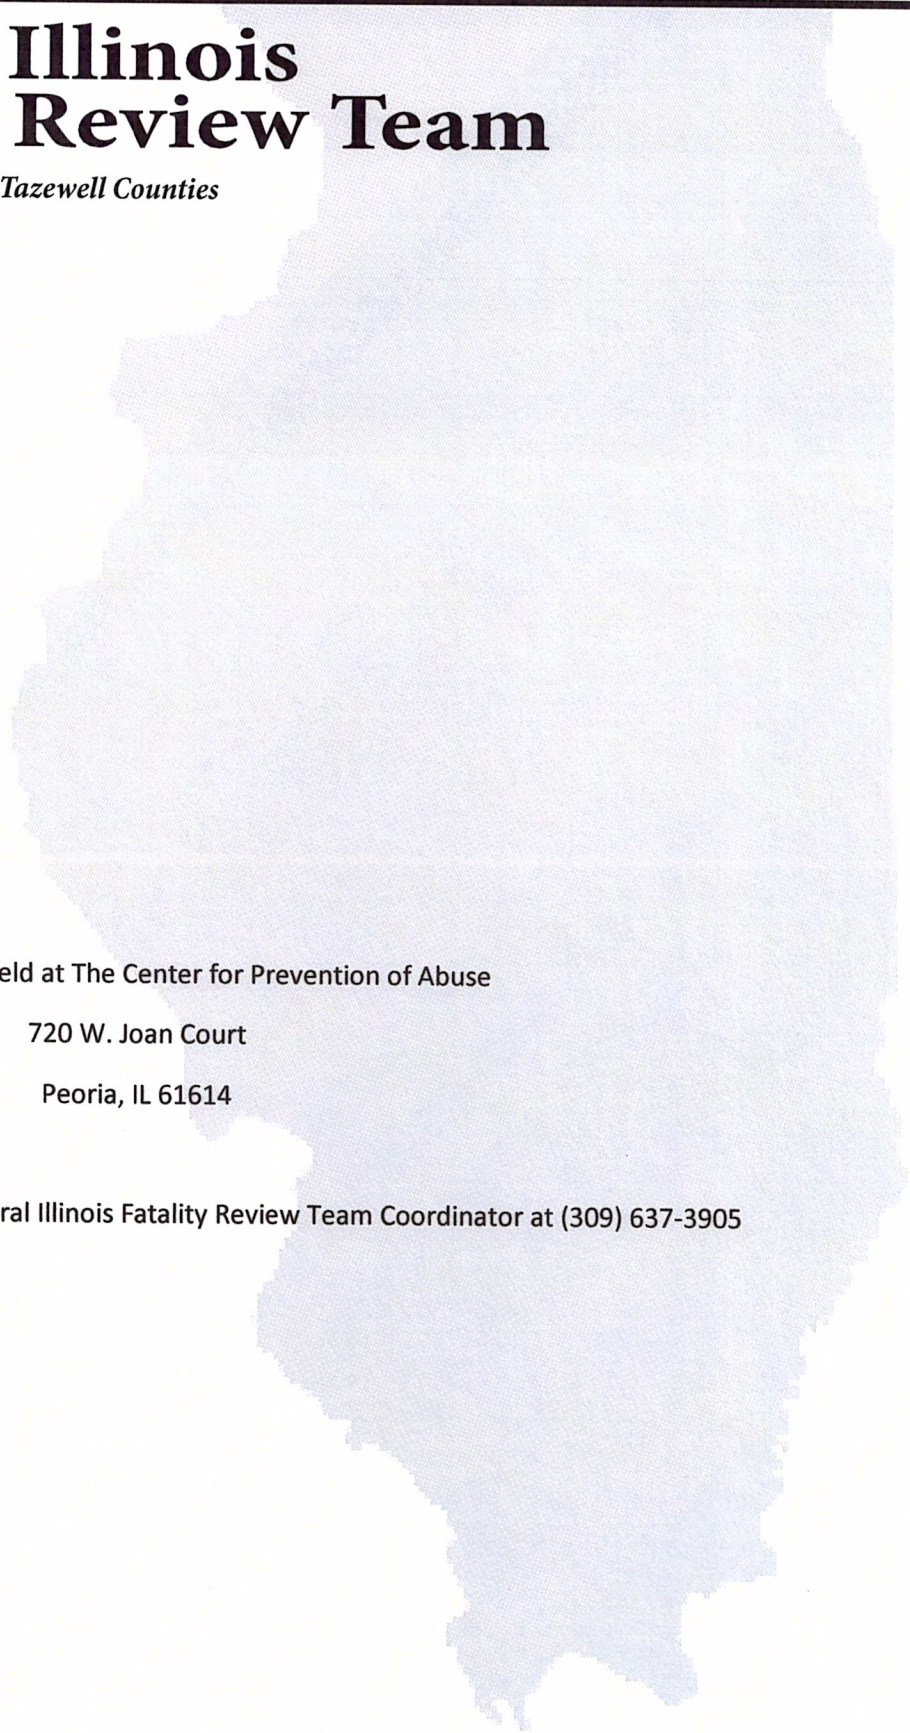 Illinois
Review Team
Tazewell Counties
eld at The Center for Prevention of Abuse
720 W. Joan Court
Peoria, IL 61614
ral Illinois Fatality Review Team Coordinator at (309) 637-3905